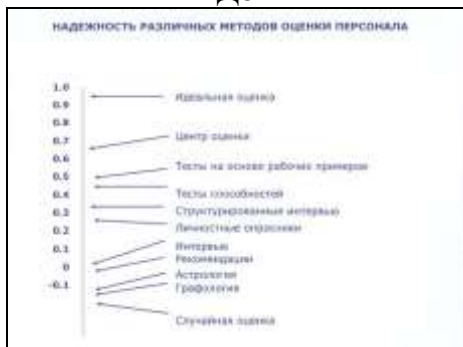 НАДЕЖНОСТЬ РАЗЛИЧНЫХ МЕТОДОВ ОЦЕНКИ ПЕРСОНАЛА
1.0
0.9
0.8
0.7
0.6
0.5
0.4
0.3
0.2
0.1
0
-0.1
Идеальная оценка
Центр оценки
Тесты на основе рабочих примеров
Тесты способностей
Структурированные интервью
Личностные опросники
Интервью
Рекомендации
Астрология
Графология
Случайная оценка